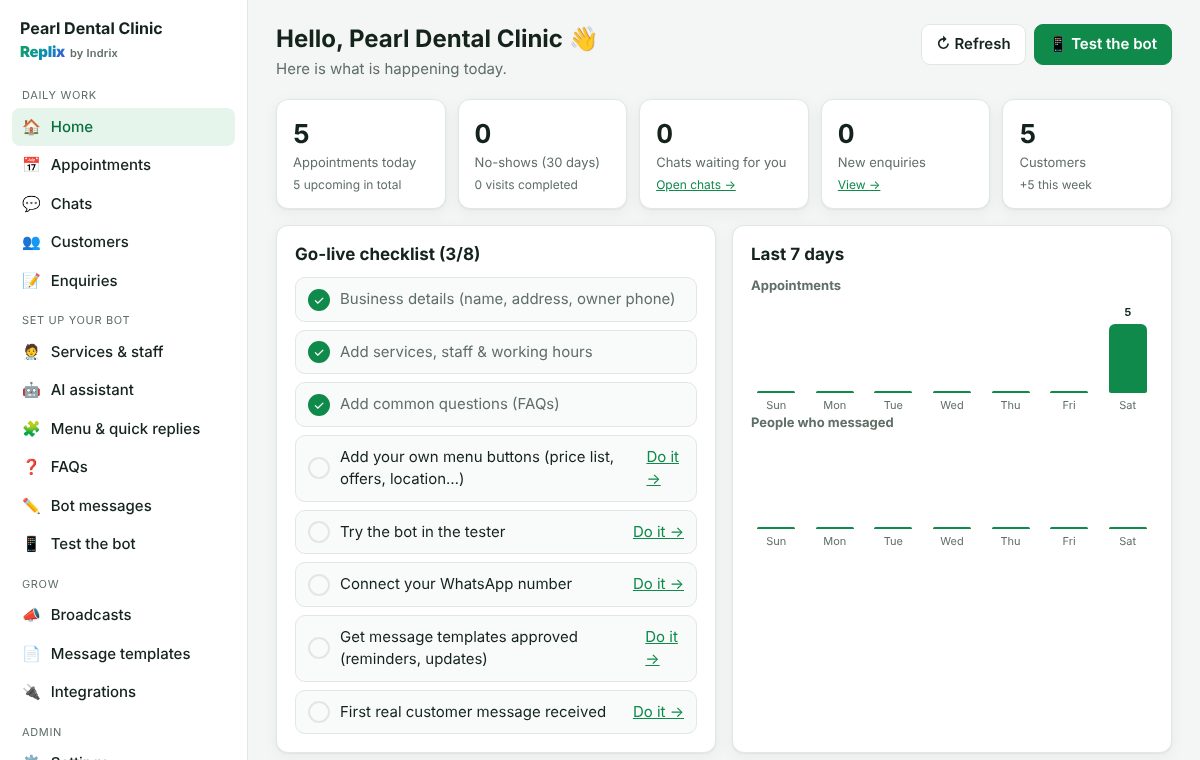 Pearl Dental Clinic
Replix by Indrix
DAILY WORK
Home
Appointments
Chats
Customers
Enquiries
SET UP YOUR BOT
Services & staff
AI assistant
Menu & quick replies
FAQs
Bot messages
Test the bot
GROW
Broadcasts
Message templates
Integrations
ADMIN
Hello, Pearl Dental Clinic 👋
Here is what is happening today.
↻ Refresh
📱 Test the bot
5
Appointments today
5 upcoming in total
0
No-shows (30 days)
0 visits completed
0
Chats waiting for you
Open chats →
0
New enquiries
View →
5
Customers
+5 this week
Go-live checklist (3/8)
Business details (name, address, owner phone)
Add services, staff & working hours
Add common questions (FAQs)
Add your own menu buttons (price list, Do it
offers, location...) →
Try the bot in the tester Do it →
Connect your WhatsApp number Do it →
Get message templates approved Do it
(reminders, updates) →
First real customer message received Do it →
Last 7 days
Appointments
5
Sun Mon Tue Wed Thu Fri Sat
People who messaged
Sun Mon Tue Wed Thu Fri Sat